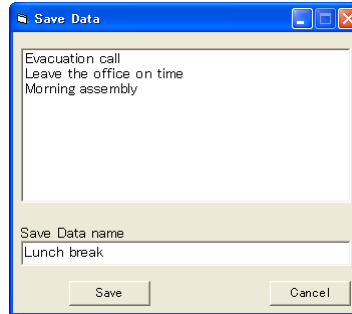 Save Data
Evacuation call
Leave the office on time
Morning assembly
Save Data name
Lunch break
Save
Cancel